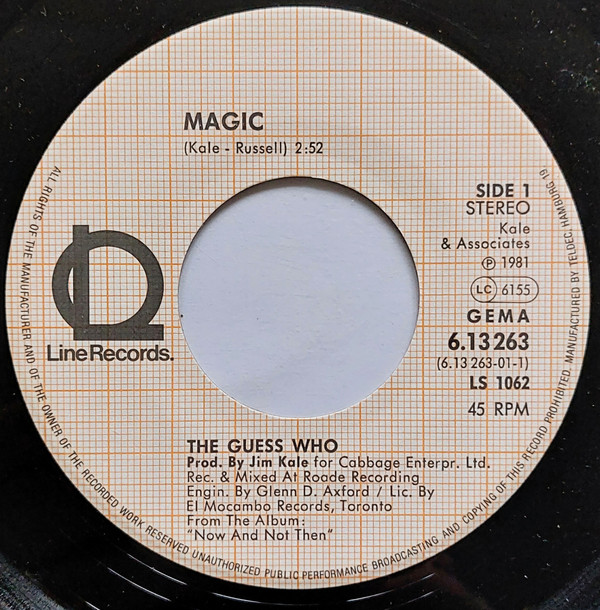 MAGIC
(Kale - Russell) 2:52
SIDE 1
STEREO
Kale
& Associates
℗ 1981
LC 6155
GEMA
6.13263
(6.13 263-01-1)
LS 1062
45 RPM
Line Records.
THE GUESS WHO
Prod. By Jim Kale for Cabbage Enterpr. Ltd.
Rec. & Mixed At Roade Recording
Engin. By Glenn D. Axford / Lic. By
El Mocambo Records, Toronto
From The Album:
"Now And Not Then"
ALL RIGHTS OF THE MANUFACTURER AND OF THE OWNER OF THE RECORDED WORK RESERVED UNAUTHORIZED PUBLIC PERFORMANCE BROADCASTING AND COPYING OF THIS RECORD PROHIBITED. MANUFACTURED BY TELDEC, HAMBURG 19